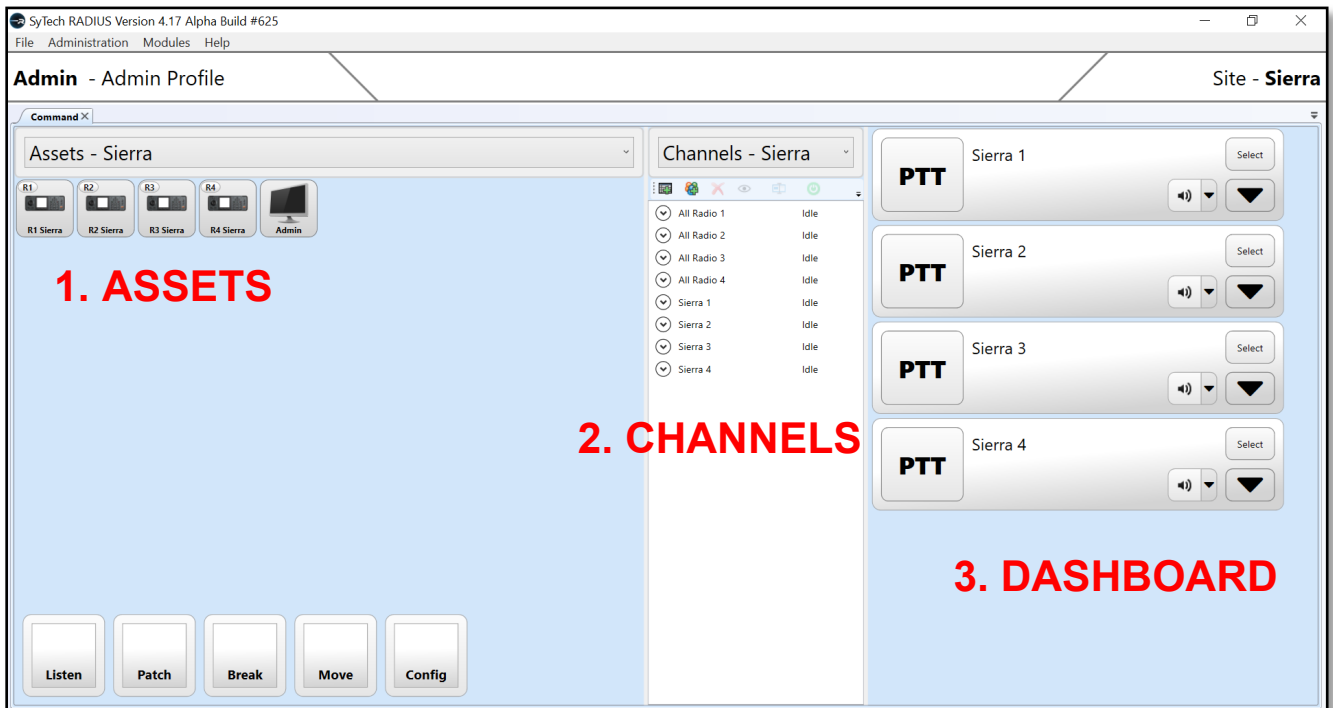 SyTech RADIUS Version 4.17 Alpha Build #625
File Administration Modules Help
Admin - Admin Profile
Site - Sierra
Command
Assets - Sierra
R1
R2
R3
R4
R1 Sierra
R2 Sierra
R3 Sierra
R4 Sierra
Admin
1. ASSETS
Listen
Patch
Break
Move
Config
Channels - Sierra
All Radio 1 Idle
All Radio 2 Idle
All Radio 3 Idle
All Radio 4 Idle
Sierra 1 Idle
Sierra 2 Idle
Sierra 3 Idle
Sierra 4 Idle
2. CHANNELS
PTT
Sierra 1
Select
PTT
Sierra 2
Select
PTT
Sierra 3
Select
PTT
Sierra 4
Select
3. DASHBOARD